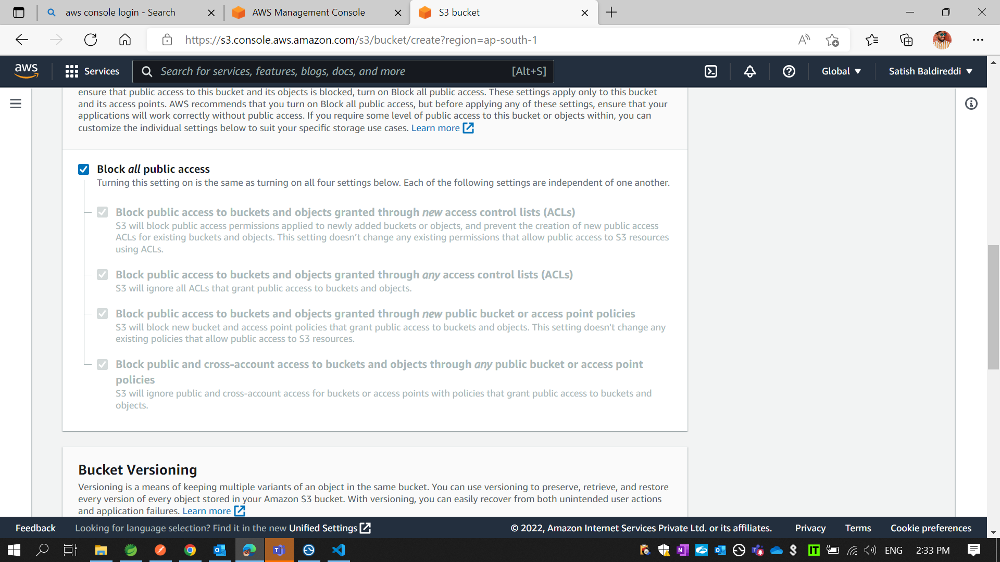 aws console login - Search
AWS Management Console
S3 bucket
https://s3.console.aws.amazon.com/s3/bucket/create?region=ap-south-1
aws
Services
Search for services, features, blogs, docs, and more
[Alt+S]
Global
Satish Baldireddi
ensure that public access to this bucket and its objects is blocked, turn on Block all public access. These settings apply only to this bucket
and its access points. AWS recommends that you turn on Block all public access, but before applying any of these settings, ensure that your
applications will work correctly without public access. If you require some level of public access to this bucket or objects within, you can
customize the individual settings below to suit your specific storage use cases. Learn more
Block all public access
Turning this setting on is the same as turning on all four settings below. Each of the following settings are independent of one another.
Block public access to buckets and objects granted through new access control lists (ACLs)
S3 will block public access permissions applied to newly added buckets or objects, and prevent the creation of new public access
ACLs for existing buckets and objects. This setting doesn’t change any existing permissions that allow public access to S3 resources
using ACLs.
Block public access to buckets and objects granted through any access control lists (ACLs)
S3 will ignore all ACLs that grant public access to buckets and objects.
Block public access to buckets and objects granted through new public bucket or access point policies
S3 will block new bucket and access point policies that grant public access to buckets and objects. This setting doesn't change any
existing policies that allow public access to S3 resources.
Block public and cross-account access to buckets and objects through any public bucket or access point
policies
S3 will ignore public and cross-account access for buckets or access points with policies that grant public access to buckets and
objects.
Bucket Versioning
Versioning is a means of keeping multiple variants of an object in the same bucket. You can use versioning to preserve, retrieve, and restore
every version of every object stored in your Amazon S3 bucket. With versioning, you can easily recover from both unintended user actions
and application failures. Learn more
Feedback
Looking for language selection? Find it in the new Unified Settings
© 2022, Amazon Internet Services Private Ltd. or its affiliates.
Privacy
Terms
Cookie preferences
ENG
2:33 PM